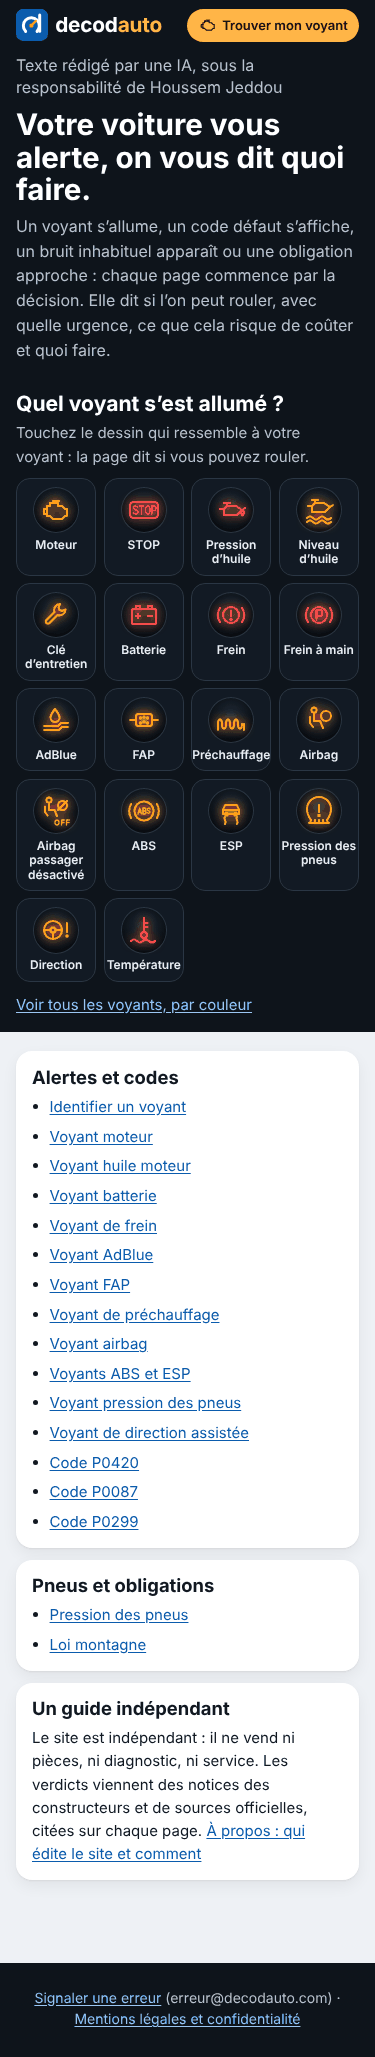 decodauto
Trouver mon voyant
Texte rédigé par une IA, sous la
responsabilité de Houssem Jeddou
Votre voiture vous
alerte, on vous dit quoi
faire.
Un voyant s’allume, un code défaut s’affiche,
un bruit inhabituel apparaît ou une obligation
approche : chaque page commence par la
décision. Elle dit si l’on peut rouler, avec
quelle urgence, ce que cela risque de coûter
et quoi faire.
Quel voyant s’est allumé ?
Touchez le dessin qui ressemble à votre
voyant : la page dit si vous pouvez rouler.
Moteur
STOP
STOP
Pression
d’huile
Niveau
d’huile
Clé
d’entretien
Batterie
Frein
P
Frein à main
AdBlue
FAP
Préchauffage
Airbag
OFF
Airbag
passager
désactivé
ABS
ABS
ESP
Pression des
pneus
Direction
Température
Voir tous les voyants, par couleur
Alertes et codes
• Identifier un voyant
• Voyant moteur
• Voyant huile moteur
• Voyant batterie
• Voyant de frein
• Voyant AdBlue
• Voyant FAP
• Voyant de préchauffage
• Voyant airbag
• Voyants ABS et ESP
• Voyant pression des pneus
• Voyant de direction assistée
• Code P0420
• Code P0087
• Code P0299
Pneus et obligations
• Pression des pneus
• Loi montagne
Un guide indépendant
Le site est indépendant : il ne vend ni
pièces, ni diagnostic, ni service. Les
verdicts viennent des notices des
constructeurs et de sources officielles,
citées sur chaque page. À propos : qui
édite le site et comment
Signaler une erreur (erreur@decodauto.com) ·
Mentions légales et confidentialité